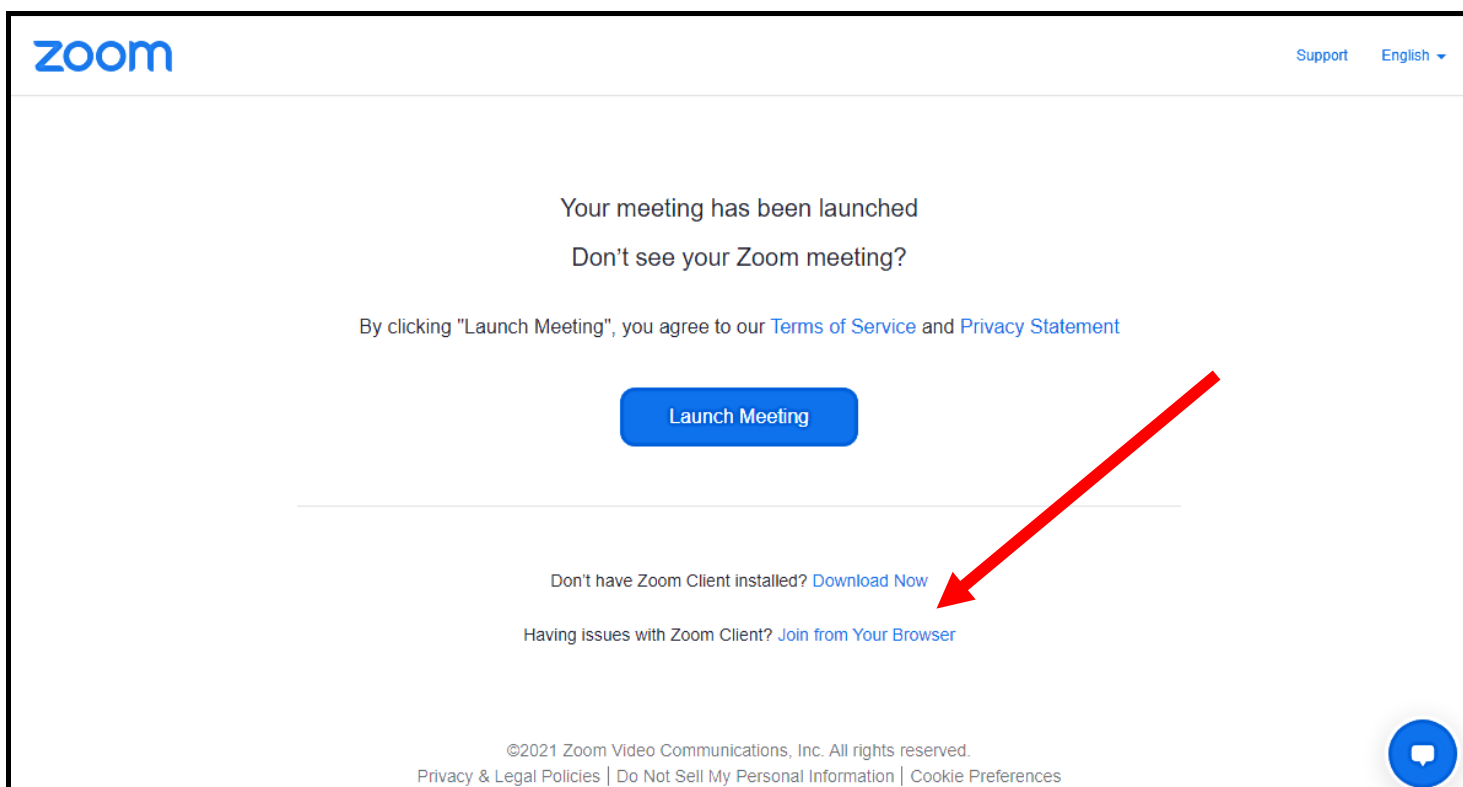 zoom
Support English
Your meeting has been launched
Don't see your Zoom meeting?
By clicking "Launch Meeting", you agree to our Terms of Service and Privacy Statement
Launch Meeting
Don't have Zoom Client installed? Download Now
Having issues with Zoom Client? Join from Your Browser
©2021 Zoom Video Communications, Inc. All rights reserved.
Privacy & Legal Policies | Do Not Sell My Personal Information | Cookie Preferences